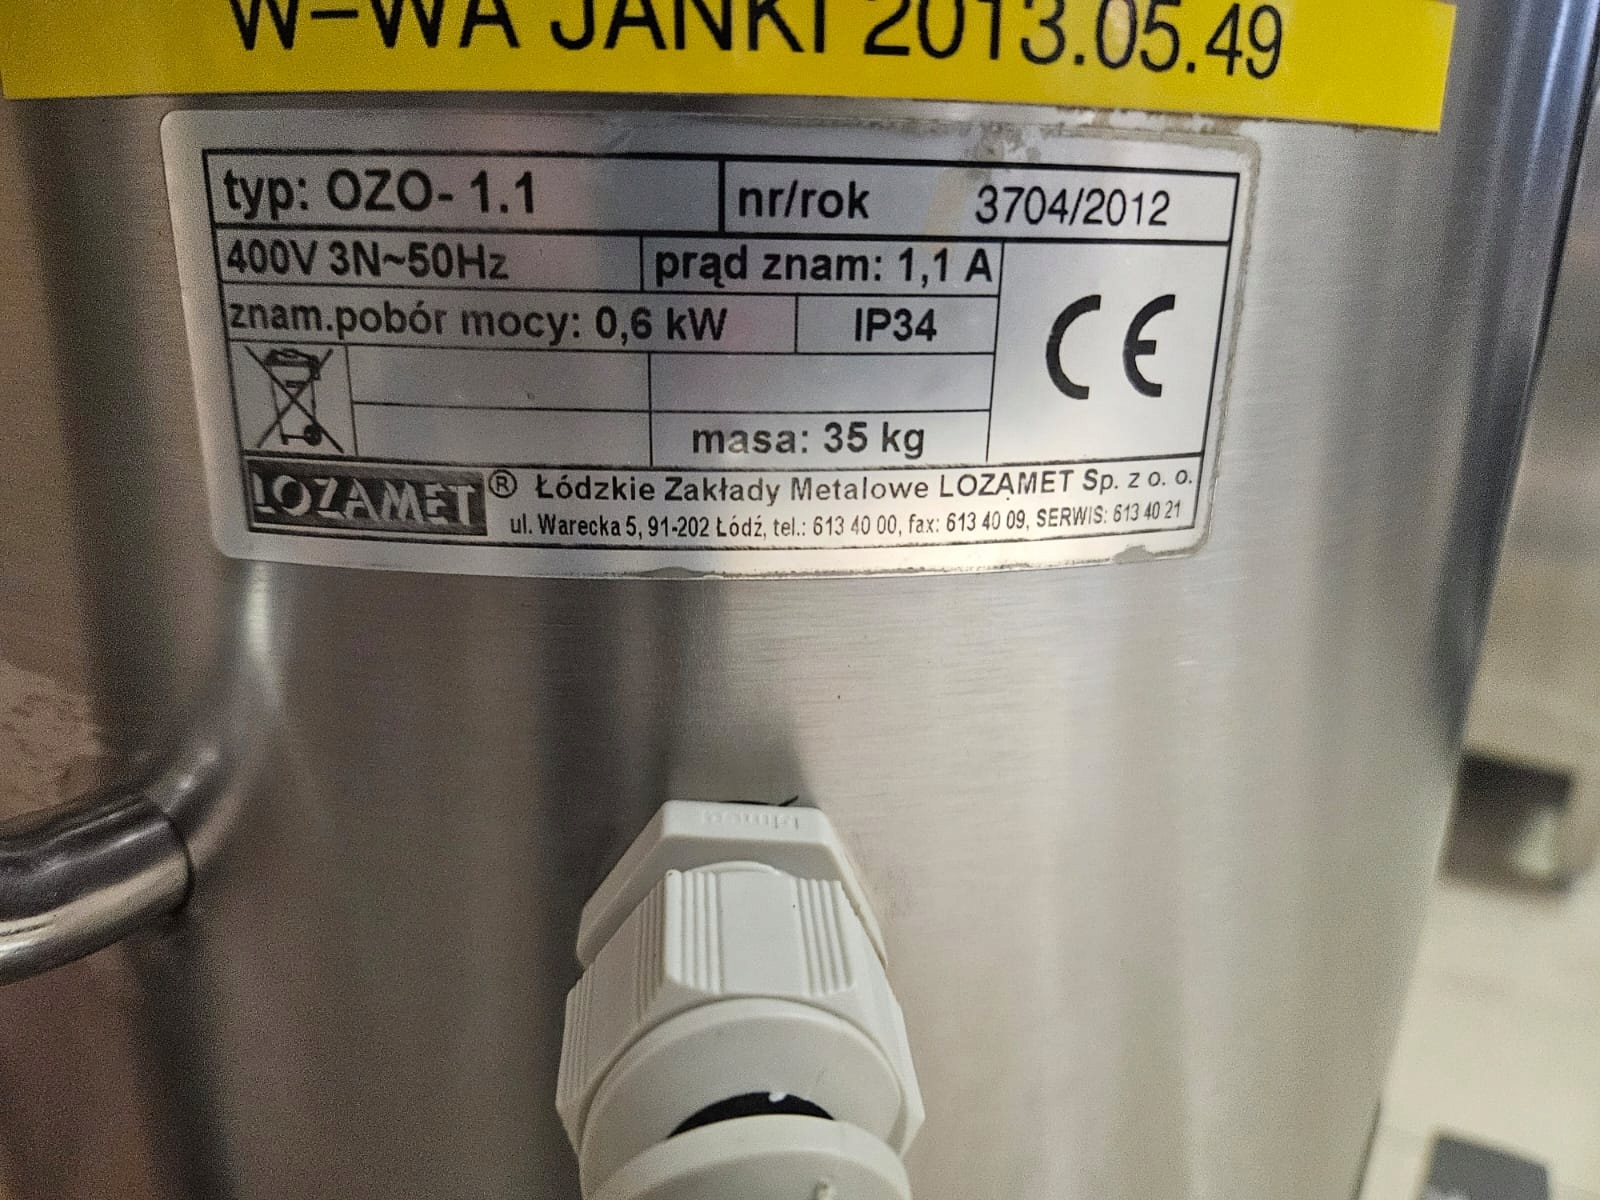 W-WA JANKI 2013.05.49
typ: OZO- 1.1 nr/rok 3704/2012
400V 3N~50Hz prąd znam: 1,1 A
znam.pobór mocy: 0,6 kW IP34
CE
masa: 35 kg
LOZAMET ® Łódzkie Zakłady Metalowe LOZAMET Sp. z o. o.
ul. Warecka 5, 91-202 Łódź, tel.: 613 40 00, fax: 613 40 09, SERWIS: 613 40 21